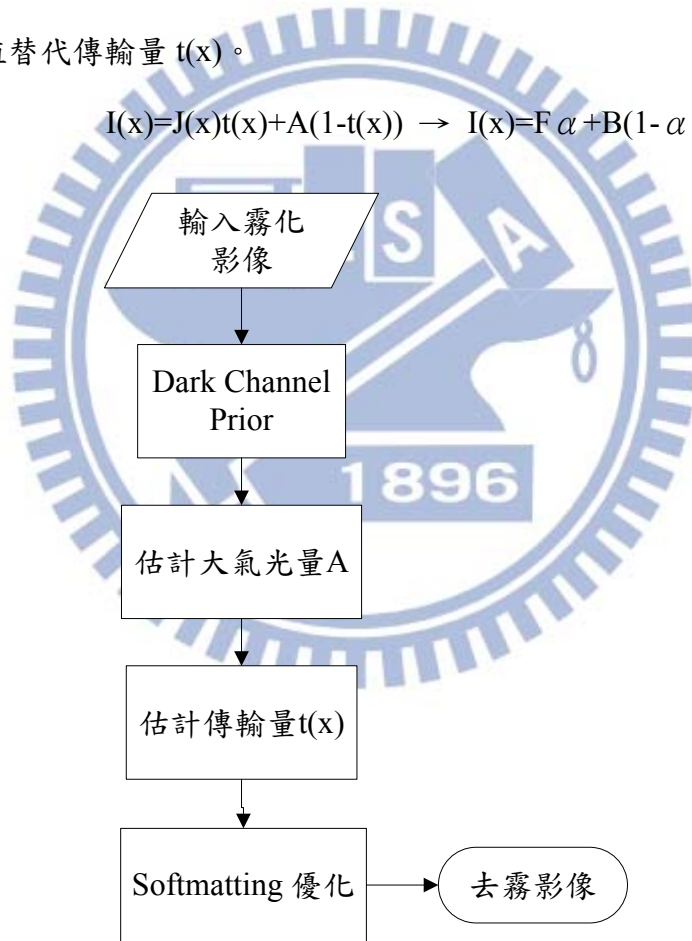 替代傳輸量 t(x)。
I(x)=J(x)t(x)+A(1-t(x)) → I(x)=Fα+B(1-α
輸入霧化
影像
S A
Dark Channel
Prior
1896
估計大氣光量A
估計傳輸量t(x)
Softmatting 優化
去霧影像